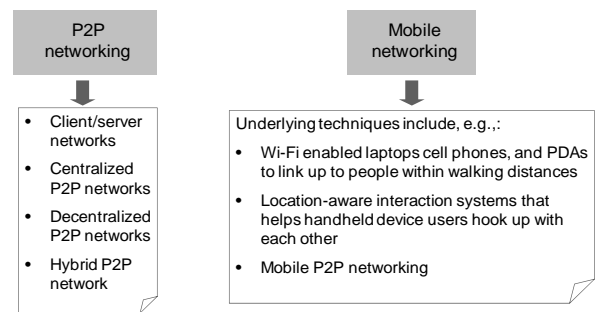 P2P
networking
Client/server
networks
Centralized
P2P networks
Decentralized
P2P networks
Hybrid P2P
network
Mobile
networking
Underlying techniques include, e.g.,:
Wi-Fi enabled laptops cell phones, and PDAs
to link up to people within walking distances
Location-aware interaction systems that
helps handheld device users hook up with
each other
Mobile P2P networking